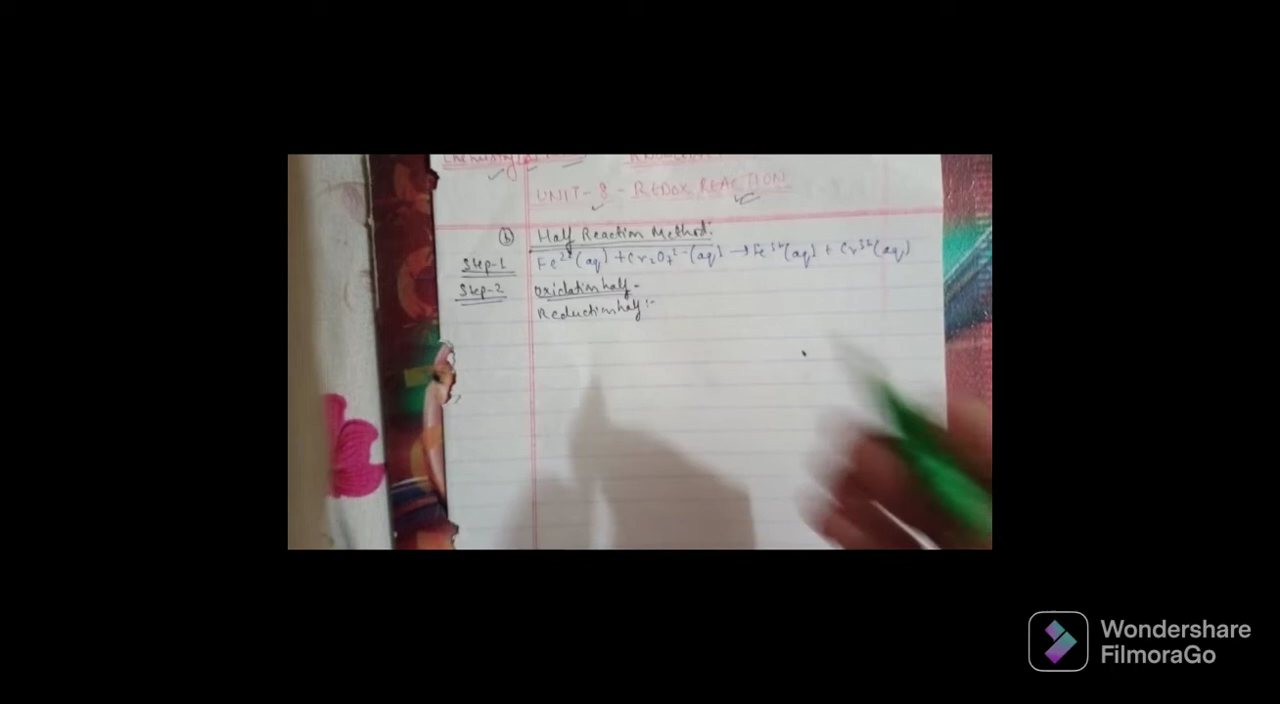 Chemistry
UNIT-8 - REDOX REACTION
(b) Half Reaction Method:
Step-1 Fe²⁺(aq) + Cr₂O₇²⁻(aq) → Fe³⁺(aq) + Cr³⁺(aq)
Step-2 Oxidation half -
Reduction half :-
Wondershare
FilmoraGo